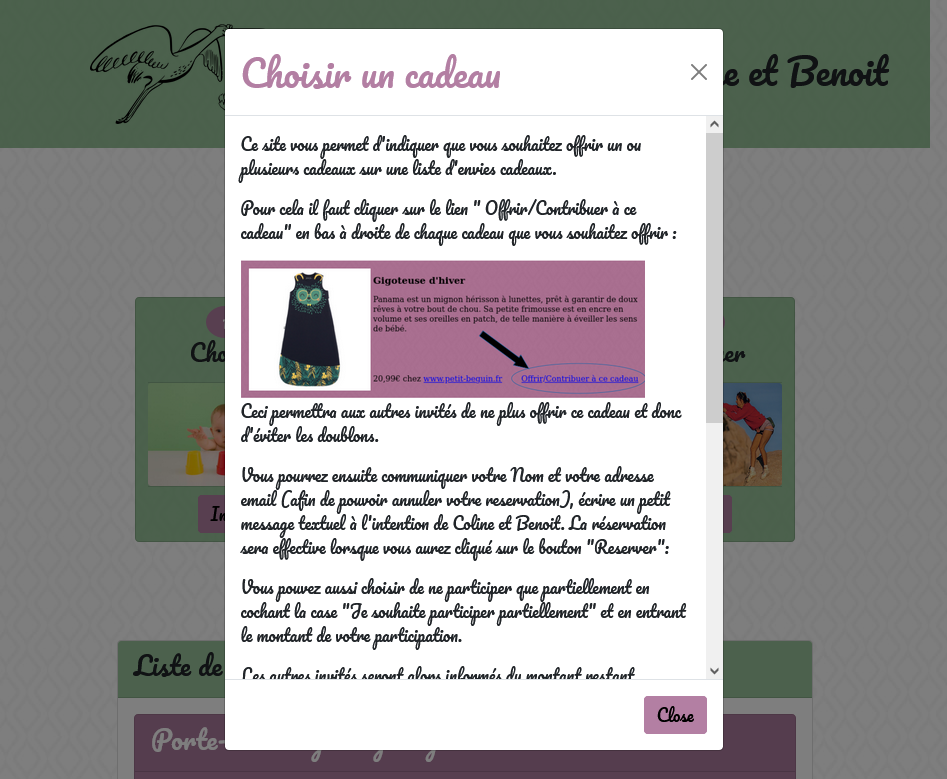 Choisir un cadeau
et Benoit
Ce site vous permet d'indiquer que vous souhaitez offrir un ou
plusieurs cadeaux sur une liste d'envies cadeaux.
Pour cela il faut cliquer sur le lien " Offrir/Contribuer à ce
cadeau" en bas à droite de chaque cadeau que vous souhaitez offrir :
Gigoteuse d'hiver
Panama est un mignon hérisson à lunettes, prêt à garantir de doux
rêves à votre bout de chou. Sa petite frimousse est en encre en
volume et ses oreilles en patch, de telle manière à éveiller les sens
de bébé.
20,99€ chez www.petit-beguin.fr Offrir/Contribuer à ce cadeau
Ceci permettra aux autres invités de ne plus offrir ce cadeau et donc
d'éviter les doublons.
Vous pourrez ensuite communiquer votre Nom et votre adresse
email (afin de pouvoir annuler votre reservation), écrire un petit
message textuel à l'intention de Coline et Benoit. La réservation
sera effective lorsque vous aurez cliqué sur le bouton "Reserver":
Vous pouvez aussi choisir de ne participer que partiellement en
cochant la case "Je souhaite participer partiellement" et en entrant
le montant de votre participation.
Les autres invités seront alors informés du montant restant
Liste de
Porte-
Close